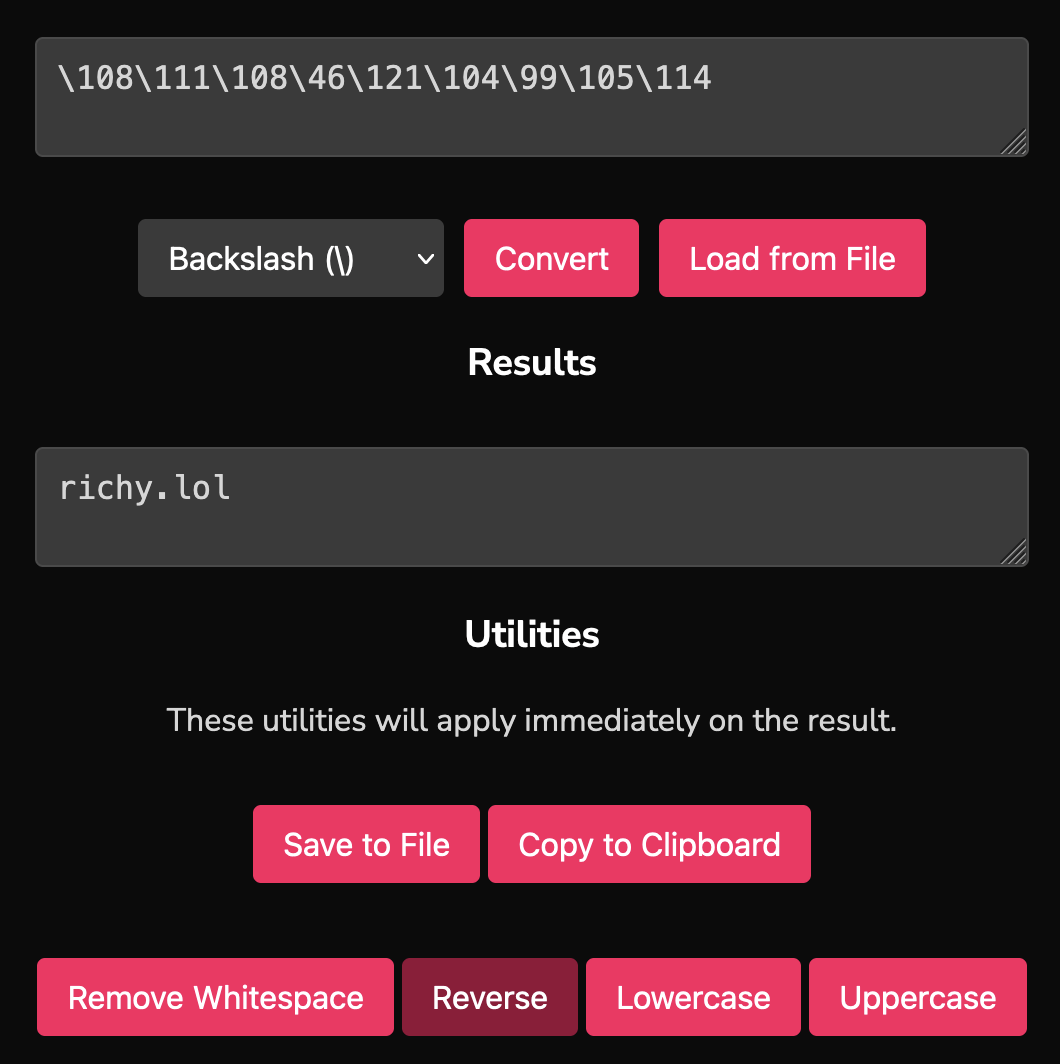 \108\111\108\46\121\104\99\105\114
Backslash (\) Convert Load from File
Results
richy.lol
Utilities
These utilities will apply immediately on the result.
Save to File Copy to Clipboard
Remove Whitespace Reverse Lowercase Uppercase